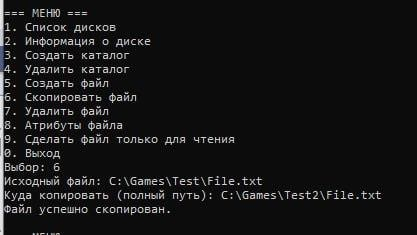 === МЕНЮ ===
1. Список дисков
2. Информация о диске
3. Создать каталог
4. Удалить каталог
5. Создать файл
6. Скопировать файл
7. Удалить файл
8. Атрибуты файла
9. Сделать файл только для чтения
0. Выход
Выбор: 6
Исходный файл: C:\Games\Test\File.txt
Куда копировать (полный путь): C:\Games\Test2\File.txt
Файл успешно скопирован.